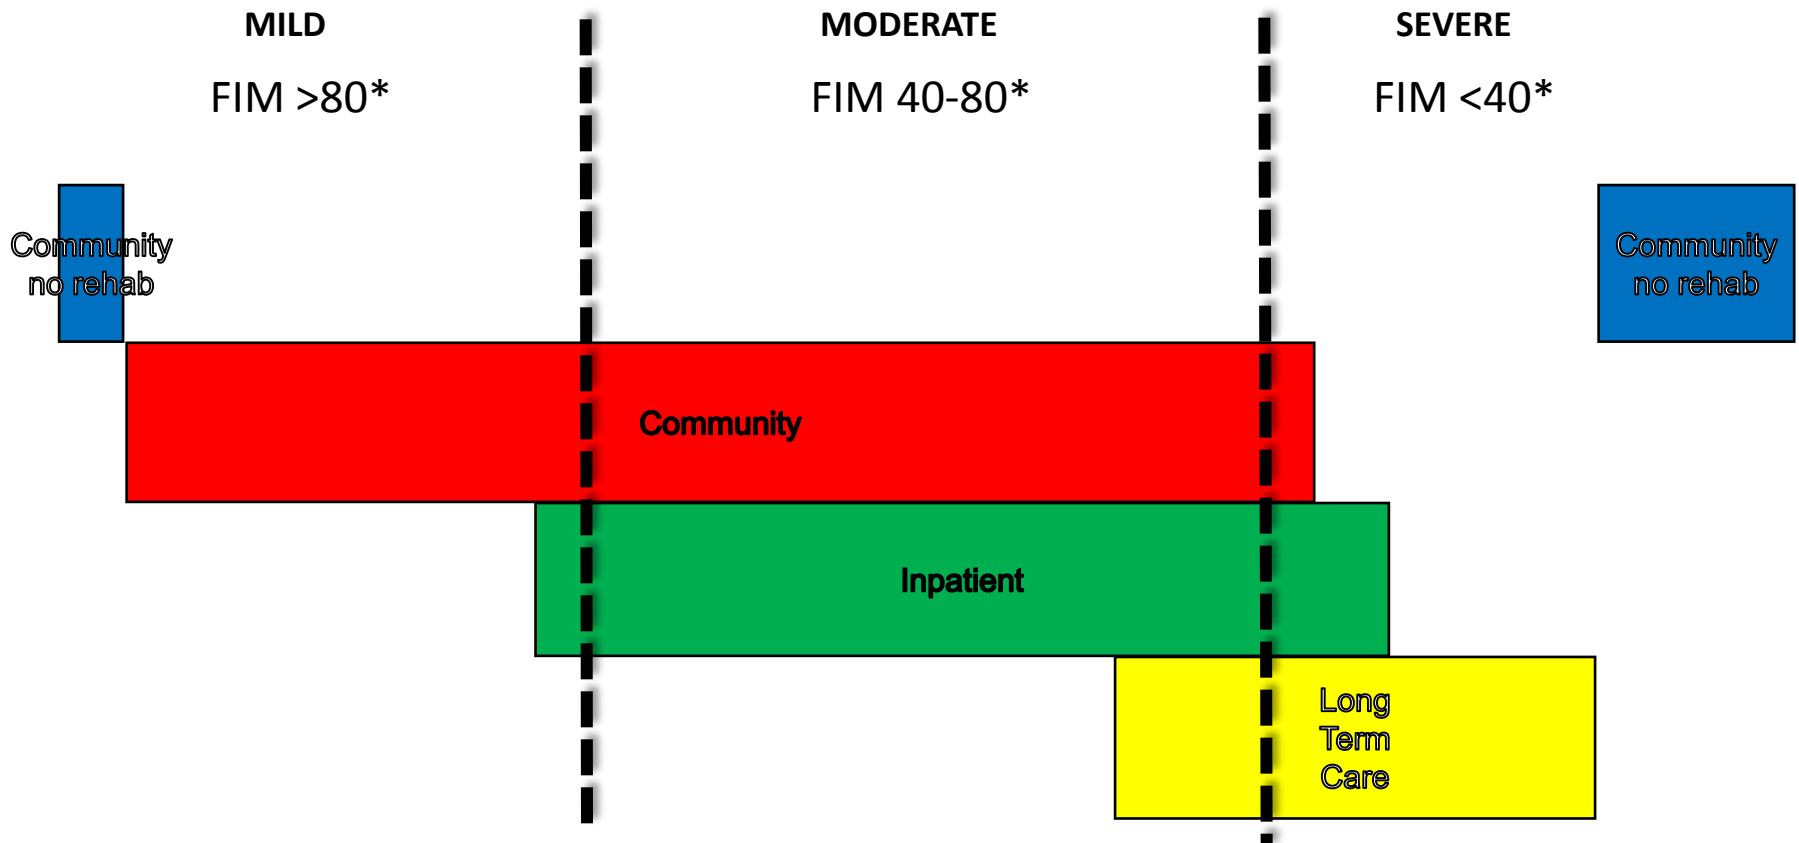 MILD
MODERATE
SEVERE
FIM >80*
FIM 40-80*
FIM <40*
Community
no rehab
Community
no rehab
Community
Inpatient
Long
Term
Care